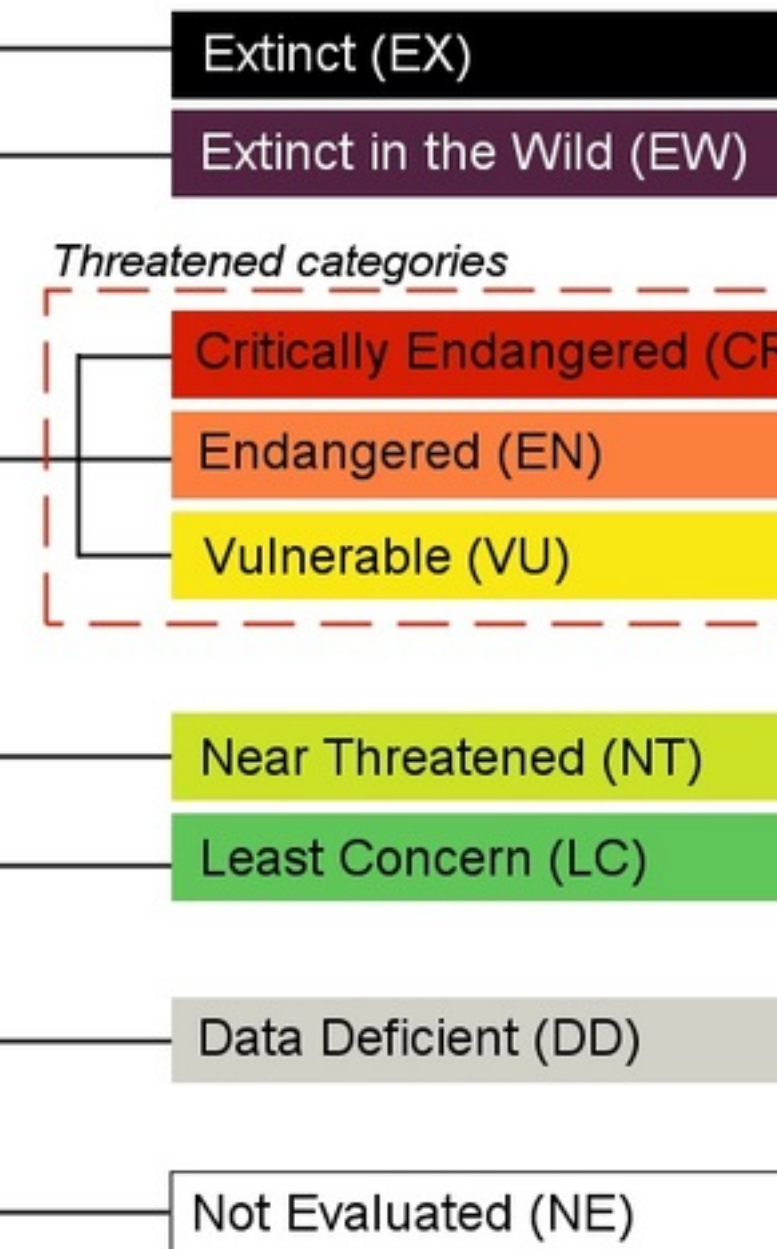 Extinct (EX)
Extinct in the Wild (EW)
Threatened categories
Critically Endangered (CR
Endangered (EN)
Vulnerable (VU)
Near Threatened (NT)
Least Concern (LC)
Data Deficient (DD)
Not Evaluated (NE)